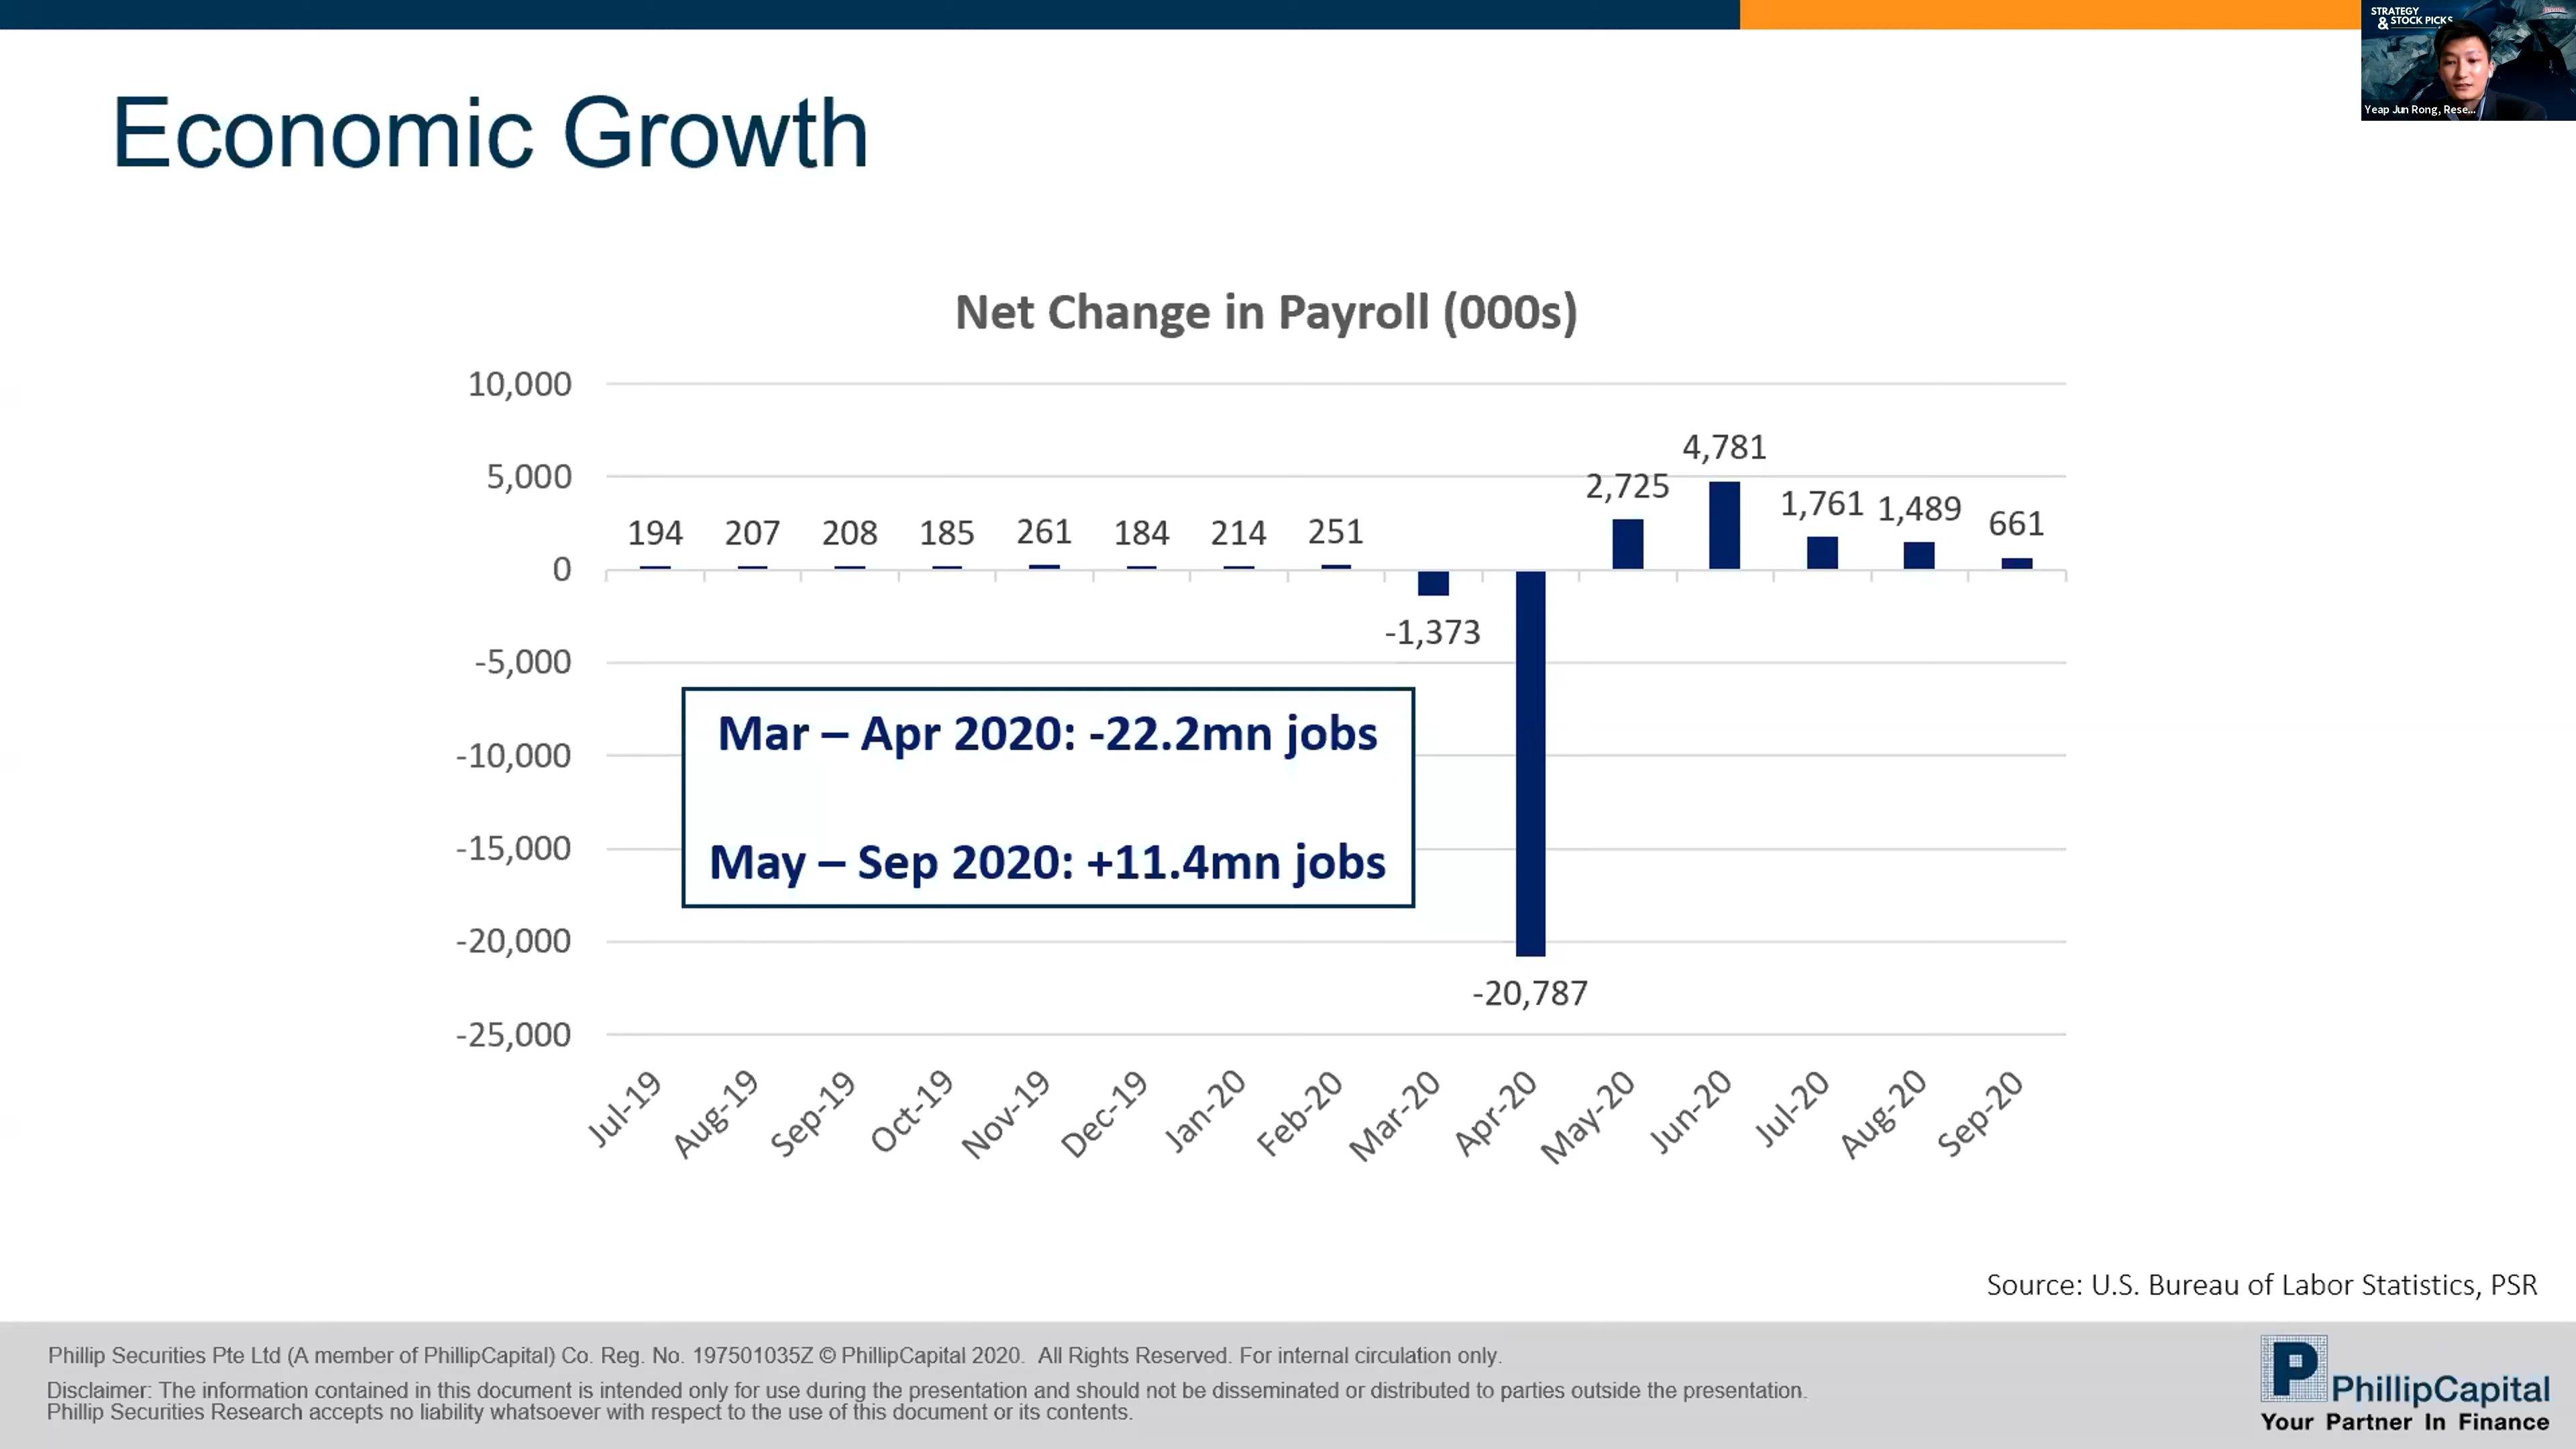 STRATEGY
& STOCK PICKS
Yeap Jun Rong, Rese...
Economic Growth
Net Change in Payroll (000s)
10,000
5,000
0
-5,000
-10,000
-15,000
-20,000
-25,000
194 207 208 185 261 184 214 251 -1,373 -20,787 2,725 4,781 1,761 1,489 661
Mar – Apr 2020: -22.2mn jobs
May – Sep 2020: +11.4mn jobs
Jul-19 Aug-19 Sep-19 Oct-19 Nov-19 Dec-19 Jan-20 Feb-20 Mar-20 Apr-20 May-20 Jun-20 Jul-20 Aug-20 Sep-20
Source: U.S. Bureau of Labor Statistics, PSR
Phillip Securities Pte Ltd (A member of PhillipCapital) Co. Reg. No. 197501035Z © PhillipCapital 2020. All Rights Reserved. For internal circulation only.
Disclaimer: The information contained in this document is intended only for use during the presentation and should not be disseminated or distributed to parties outside the presentation.
Phillip Securities Research accepts no liability whatsoever with respect to the use of this document or its contents.
P
PhillipCapital
Your Partner In Finance